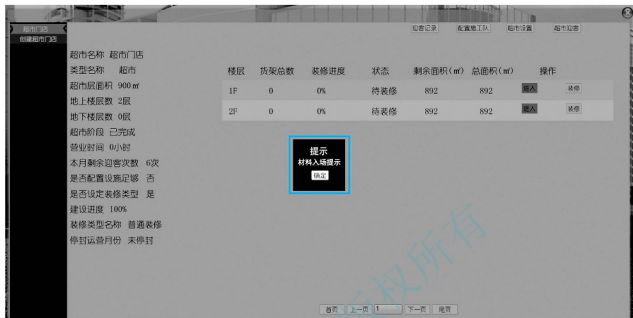 超市门店
创建超市门店
迎客记录 配置施工队 超市设置 超市迎客
超市名称 超市门店
类型名称 超市
超市层面积 900㎡
地上楼层数 2层
地下楼层数 0层
超市阶段 已完成
营业时间 0小时
本月剩余迎客次数 6次
是否配置设施足够 否
是否设定装修类型 是
建设进度 100%
装修类型名称 普通装修
停封运营月份 未停封
楼层 货架总数 装修进度 状态 剩余面积(㎡) 总面积(㎡) 操作
1F 0 0% 待装修 892 892 进入 装修
2F 0 0% 待装修 892 892 进入 装修
提示
材料入场提示
确定
首页 上一页 1 下一页 尾页
版权所有